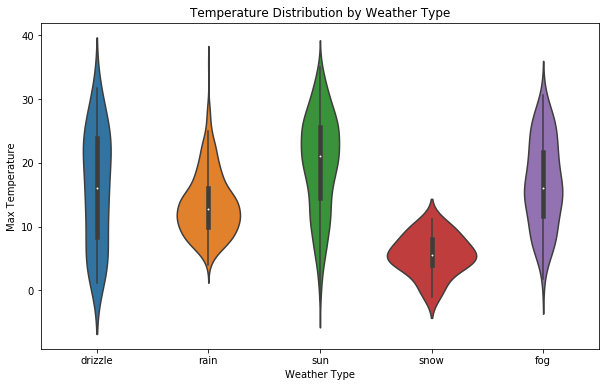 Temperature Distribution by Weather Type
Max Temperature
40
30
20
10
0
drizzle rain sun snow fog
Weather Type